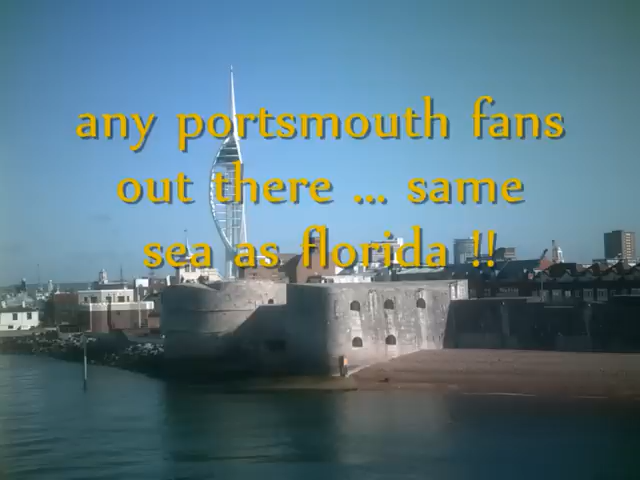 any portsmouth fans
out there ... same
sea as florida !!